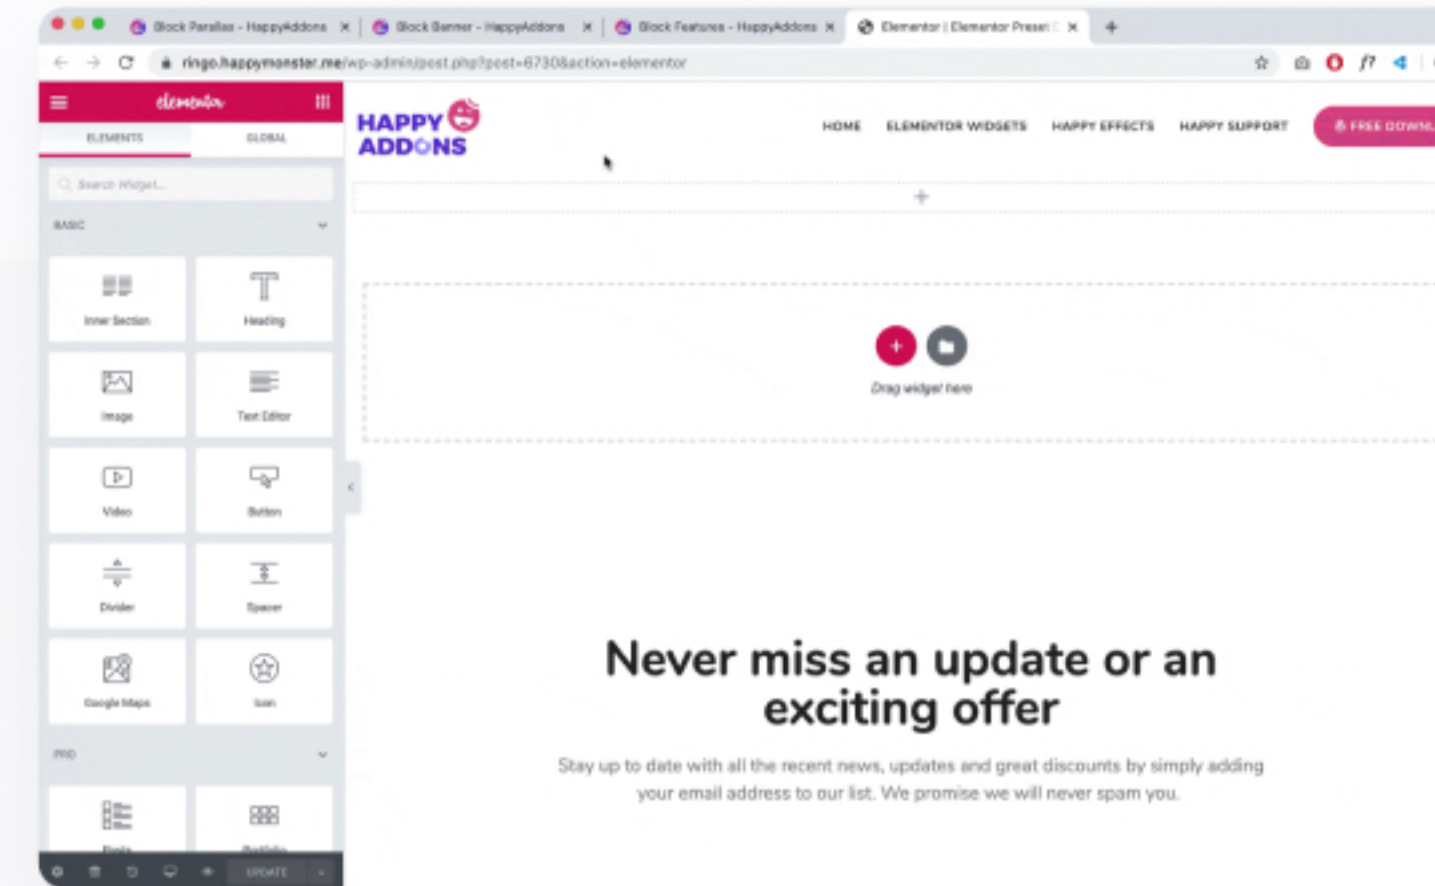 Block Parallax - HappyAddons
Block Banner - HappyAddons
Block Features - HappyAddons
Elementor | Elementor Preset
ringo.happymonster.me/wp-admin/post.php?post=6730&action=elementor
f?
elementor
ELEMENTS
GLOBAL
Search Widget...
BASIC
Inner Section
Heading
Image
Text Editor
Video
Button
Divider
Spacer
Google Maps
Icon
PRO
Posts
Portfolio
UPDATE
HAPPY
ADDONS
HOME
ELEMENTOR WIDGETS
HAPPY EFFECTS
HAPPY SUPPORT
FREE DOWNL
Drag widget here
Never miss an update or an
exciting offer
Stay up to date with all the recent news, updates and great discounts by simply adding
your email address to our list. We promise we will never spam you.